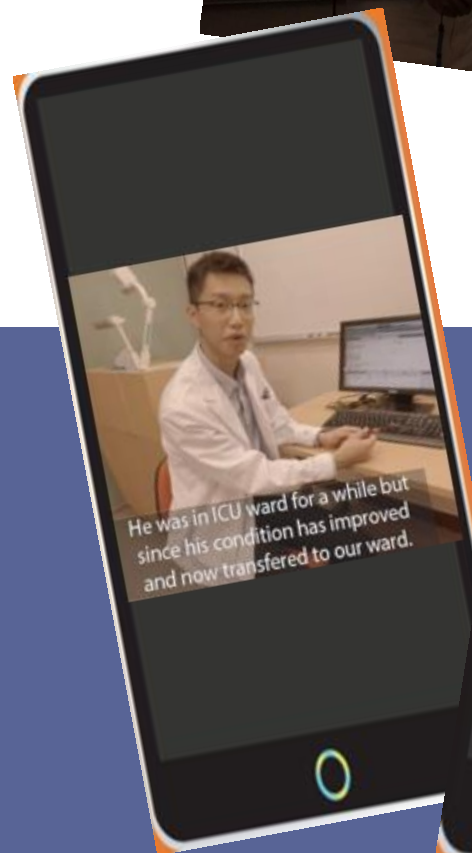 He was in ICU ward for a while but
since his condition has improved
and now transfered to our ward.